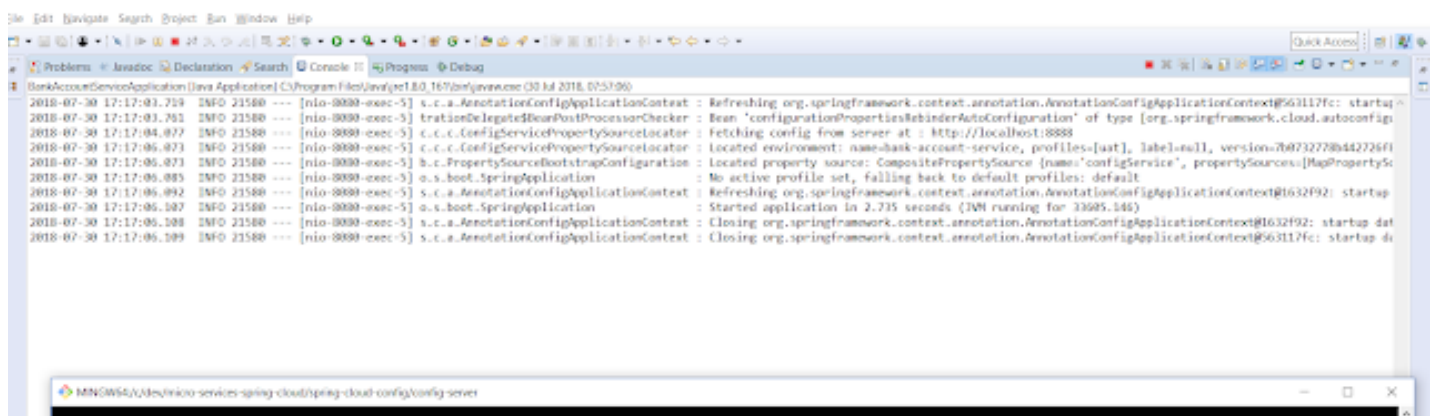 File Edit Navigate Search Project Run Window Help
Quick Access
Problems Javadoc Declaration Search Console Progress Debug
BankAccountServiceApplication [Java Application] C:\Program Files\Java\jre1.8.0_161\bin\javaw.exe (30 Jul 2018, 07:57:06)
2018-07-30 17:17:03.719 INFO 21580 --- [nio-8080-exec-5] s.c.a.AnnotationConfigApplicationContext : Refreshing org.springframework.context.annotation.AnnotationConfigApplicationContext@563117fc: startup
2018-07-30 17:17:03.761 INFO 21580 --- [nio-8080-exec-5] trationDelegate$BeanPostProcessorChecker : Bean 'configurationPropertiesRebinderAutoConfiguration' of type [org.springframework.cloud.autoconfigu
2018-07-30 17:17:04.077 INFO 21580 --- [nio-8080-exec-5] c.c.c.ConfigServicePropertySourceLocator : Fetching config from server at : http://localhost:8888
2018-07-30 17:17:06.073 INFO 21580 --- [nio-8080-exec-5] c.c.c.ConfigServicePropertySourceLocator : Located environment: name=bank-account-service, profiles=[uat], label=null,
2018-07-30 17:17:06.073 INFO 21580 --- [nio-8080-exec-5] b.c.PropertySourceBootstrapConfiguration : Located property source: CompositePropertySource {name='configService', propertySources=[MapPropertySo
2018-07-30 17:17:06.085 INFO 21580 --- [nio-8080-exec-5] o.s.boot.SpringApplication : No active profile set, falling back to default profiles: default
2018-07-30 17:17:06.092 INFO 21580 --- [nio-8080-exec-5] s.c.a.AnnotationConfigApplicationContext : Refreshing org.springframework.context.annotation.AnnotationConfigApplicationContext@1632f92: startup
2018-07-30 17:17:06.107 INFO 21580 --- [nio-8080-exec-5] o.s.boot.SpringApplication : Started application in 2.735 seconds (JVM running for 33605.146)
2018-07-30 17:17:06.108 INFO 21580 --- [nio-8080-exec-5] s.c.a.AnnotationConfigApplicationContext : Closing org.springframework.context.annotation.AnnotationConfigApplicationContext@1632f92: startup dat
2018-07-30 17:17:06.109 INFO 21580 --- [nio-8080-exec-5] s.c.a.AnnotationConfigApplicationContext : Closing org.springframework.context.annotation.AnnotationConfigApplicationContext@563117fc: startup da
MINGW64:/c/dev/micro-services-spring-cloud/spring-cloud-config/config-server